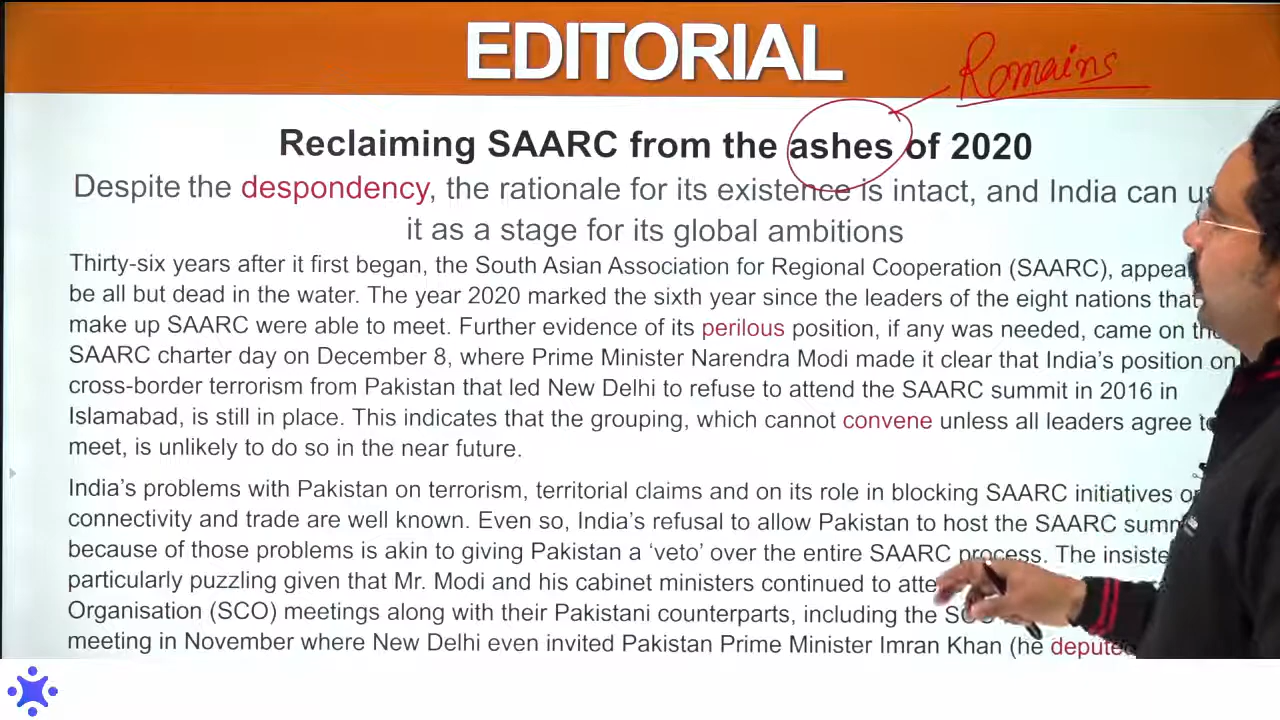 EDITORIAL
Remains
Reclaiming SAARC from the ashes of 2020
Despite the despondency, the rationale for its existence is intact, and India can
it as a stage for its global ambitions
Thirty-six years after it first began, the South Asian Association for Regional Cooperation (SAARC),
be all but dead in the water. The year 2020 marked the sixth year since the leaders of the eight nations that
make up SAARC were able to meet. Further evidence of its perilous position, if any was needed, came on
SAARC charter day on December 8, where Prime Minister Narendra Modi made it clear that India's position on
cross-border terrorism from Pakistan that led New Delhi to refuse to attend the SAARC summit in 2016 in
Islamabad, is still in place. This indicates that the grouping, which cannot convene unless all leaders agree
meet, is unlikely to do so in the near future.
India's problems with Pakistan on terrorism, territorial claims and on its role in blocking SAARC initiatives
connectivity and trade are well known. Even so, India's refusal to allow Pakistan to host the SAARC
because of those problems is akin to giving Pakistan a 'veto' over the entire SAARC process. The
particularly puzzling given that Mr. Modi and his cabinet ministers continued to
Organisation (SCO) meetings along with their Pakistani counterparts, including the
meeting in November where New Delhi even invited Pakistan Prime Minister Imran Khan (he